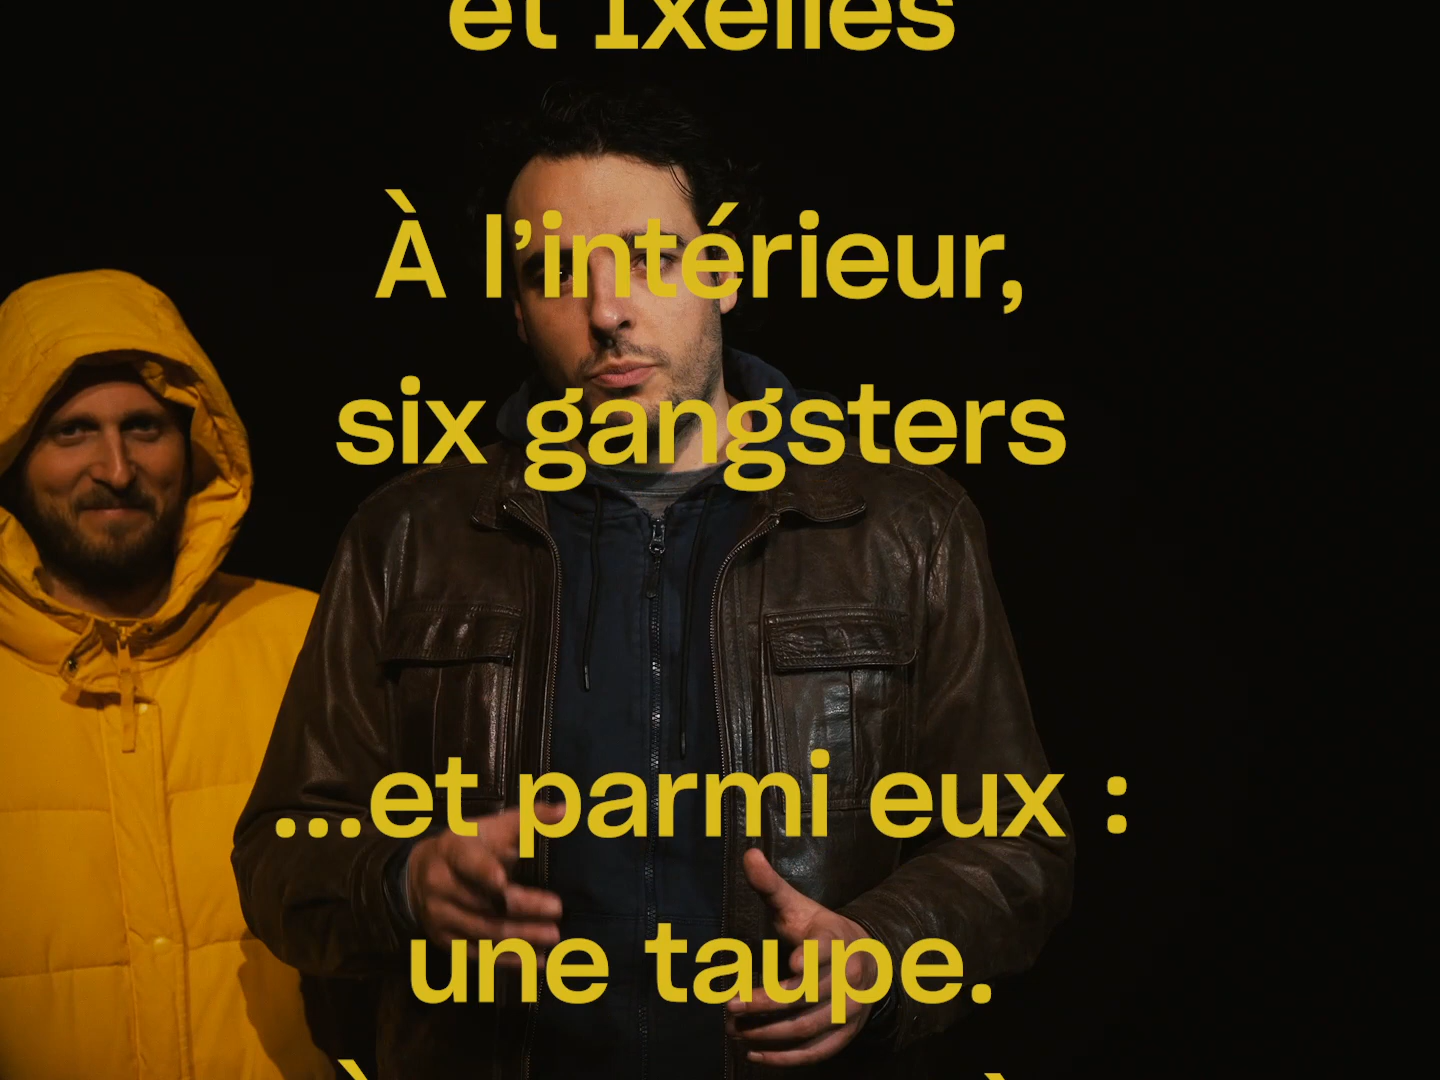 et Ixelles
À l’intérieur,
six gangsters
...et parmi eux :
une taupe.